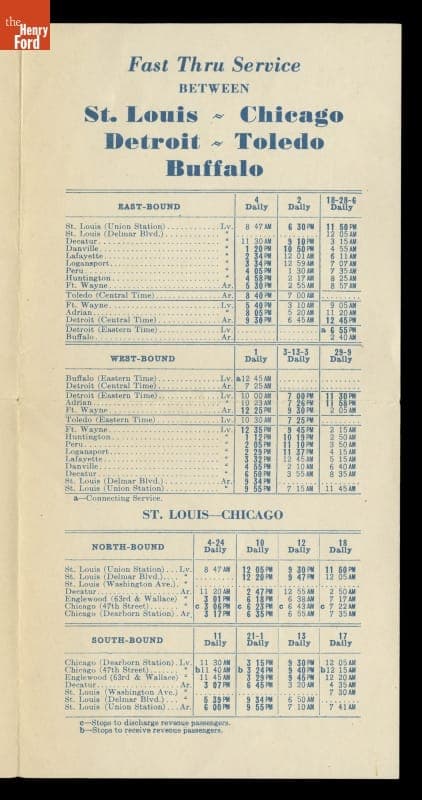 the
Henry
Ford
Fast Thru Service
BETWEEN
St. Louis ~ Chicago
Detroit ~ Toledo
Buffalo
EAST-BOUND 4 Daily 2 Daily 18-28-6 Daily
St. Louis (Union Station) Lv. 8 47 AM 6 30 PM 11 50 PM
St. Louis (Delmar Blvd.) " 12 05 AM
Decatur " 11 30 AM 9 10 PM 3 15 AM
Danville " 1 20 PM 10 50 PM 4 55 AM
Lafayette " 2 34 PM 12 01 AM 6 11 AM
Logansport " 3 34 PM 12 59 AM 7 07 AM
Peru " 4 05 PM 1 30 AM 7 35 AM
Huntington " 4 58 PM 2 17 AM 8 25 AM
Ft. Wayne Ar. 5 30 PM 2 55 AM 8 57 AM
Toledo (Central Time) Ar. 8 40 PM 7 00 AM
Ft. Wayne Lv. 5 40 PM 3 10 AM 9 05 AM
Adrian " 8 05 PM 5 20 AM 11 20 AM
Detroit (Central Time) Ar. 9 30 PM 6 45 AM 12 45 PM
Detroit (Eastern Time) Lv. a 6 55 PM
Buffalo Ar. 2 40 AM
WEST-BOUND 1 Daily 3-13-3 Daily 29-9 Daily
Buffalo (Eastern Time) Lv. a12 45 AM
Detroit (Central Time) Ar. 7 25 AM
Detroit (Eastern Time) Lv. 10 00 AM 7 00 PM 11 30 PM
Adrian " 10 23 AM 7 26 PM 11 58 PM
Ft. Wayne Ar. 12 25 PM 9 30 PM 2 05 AM
Toledo (Eastern Time) Lv. 10 30 AM 7 25 PM
Ft. Wayne Lv. 12 35 PM 9 45 PM 2 15 AM
Huntington " 1 12 PM 10 19 PM 2 50 AM
Peru " 2 05 PM 11 10 PM 3 50 AM
Logansport " 2 29 PM 11 37 PM 4 15 AM
Lafayette " 3 32 PM 12 45 AM 5 15 AM
Danville " 4 55 PM 2 10 AM 6 40 AM
Decatur " 6 50 PM 3 55 AM 8 35 AM
St. Louis (Delmar Blvd.) Ar. 9 34 PM
St. Louis (Union Station) " 9 55 PM 7 15 AM 11 45 AM
a—Connecting Service.
ST. LOUIS—CHICAGO
NORTH-BOUND 4-24 Daily 10 Daily 12 Daily 18 Daily
St. Louis (Union Station) Lv. 8 47 AM 12 05 PM 9 30 PM 11 50 PM
St. Louis (Delmar Blvd.) " 12 20 PM 9 47 PM 12 05 AM
St. Louis (Washington Ave.) "
Decatur Ar. 11 20 AM 2 47 PM 12 55 AM 2 50 AM
Englewood (63rd & Wallace) " 3 01 PM 6 18 PM 6 38 AM 7 17 AM
Chicago (47th Street) " c 3 06 PM c 6 23 PM c 6 43 AM c 7 22 AM
Chicago (Dearborn Station) Ar. 3 17 PM 6 35 PM 6 55 AM 7 35 AM
SOUTH-BOUND 11 Daily 21-1 Daily 13 Daily 17 Daily
Chicago (Dearborn Station) Lv. 11 30 AM 3 15 PM 9 30 PM 12 05 AM
Chicago (47th Street) " b11 40 AM b 3 24 PM b 9 40 PM b12 15 AM
Englewood (63rd & Wallace) " 11 45 AM 3 29 PM 9 45 PM 12 20 AM
Decatur Ar. 3 07 PM 6 45 PM 3 20 AM 4 35 AM
St. Louis (Washington Ave.) " 7 30 AM
St. Louis (Delmar Blvd.) " 5 39 PM 9 34 PM 6 50 AM
St. Louis (Union Station) Ar. 6 00 PM 9 55 PM 7 10 AM 7 41 AM
c—Stops to discharge revenue passengers.
b—Stops to receive revenue passengers.